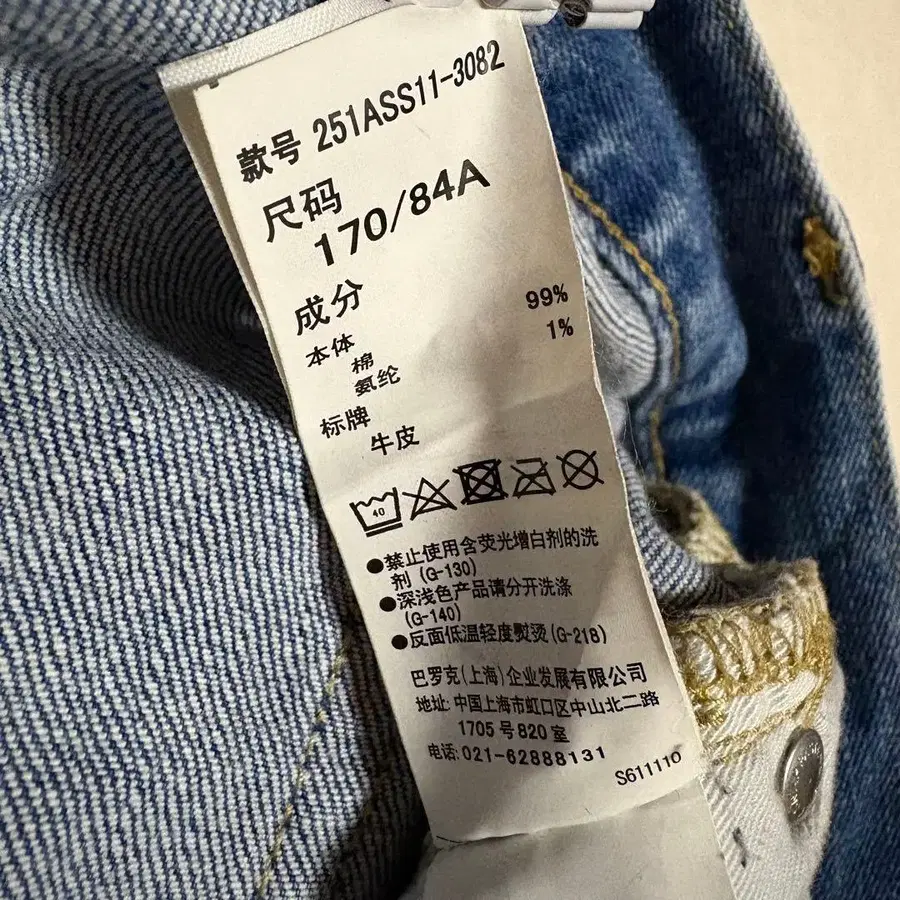 款号 251ASS11-3082
尺码
170/84A
成分
本体
棉 99%
氨纶 1%
标牌
牛皮
40
●禁止使用含荧光增白剂的洗
剂(G-130)
●深浅色产品请分开洗涤
(G-140)
●反面低温轻度熨烫(G-218)
巴罗克(上海)企业发展有限公司
地址:中国上海市虹口区中山北二路
1705号820室
电话:021-62888131
S611110